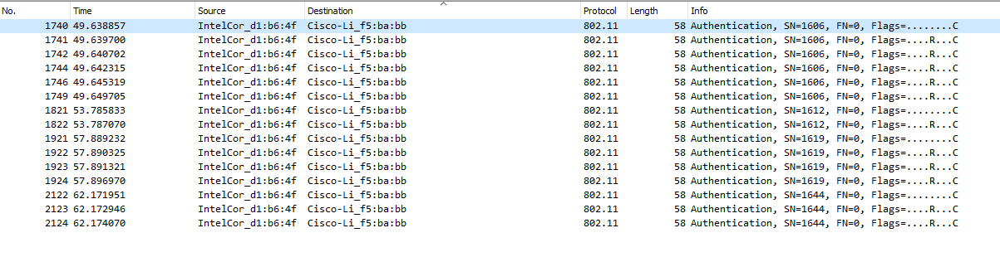 No. Time Source Destination Protocol Length Info
1740 49.638857 IntelCor_d1:b6:4f Cisco-Li_f5:ba:bb 802.11 58 Authentication, SN=1606, FN=0, Flags=........C
1741 49.639700 IntelCor_d1:b6:4f Cisco-Li_f5:ba:bb 802.11 58 Authentication, SN=1606, FN=0, Flags=....R...C
1742 49.640702 IntelCor_d1:b6:4f Cisco-Li_f5:ba:bb 802.11 58 Authentication, SN=1606, FN=0, Flags=....R...C
1744 49.642315 IntelCor_d1:b6:4f Cisco-Li_f5:ba:bb 802.11 58 Authentication, SN=1606, FN=0, Flags=....R...C
1746 49.645319 IntelCor_d1:b6:4f Cisco-Li_f5:ba:bb 802.11 58 Authentication, SN=1606, FN=0, Flags=....R...C
1749 49.649705 IntelCor_d1:b6:4f Cisco-Li_f5:ba:bb 802.11 58 Authentication, SN=1606, FN=0, Flags=....R...C
1821 53.785833 IntelCor_d1:b6:4f Cisco-Li_f5:ba:bb 802.11 58 Authentication, SN=1612, FN=0, Flags=........C
1822 53.787070 IntelCor_d1:b6:4f Cisco-Li_f5:ba:bb 802.11 58 Authentication, SN=1612, FN=0, Flags=....R...C
1921 57.889232 IntelCor_d1:b6:4f Cisco-Li_f5:ba:bb 802.11 58 Authentication, SN=1619, FN=0, Flags=........C
1922 57.890325 IntelCor_d1:b6:4f Cisco-Li_f5:ba:bb 802.11 58 Authentication, SN=1619, FN=0, Flags=....R...C
1923 57.891321 IntelCor_d1:b6:4f Cisco-Li_f5:ba:bb 802.11 58 Authentication, SN=1619, FN=0, Flags=....R...C
1924 57.896970 IntelCor_d1:b6:4f Cisco-Li_f5:ba:bb 802.11 58 Authentication, SN=1619, FN=0, Flags=....R...C
2122 62.171951 IntelCor_d1:b6:4f Cisco-Li_f5:ba:bb 802.11 58 Authentication, SN=1644, FN=0, Flags=........C
2123 62.172946 IntelCor_d1:b6:4f Cisco-Li_f5:ba:bb 802.11 58 Authentication, SN=1644, FN=0, Flags=....R...C
2124 62.174070 IntelCor_d1:b6:4f Cisco-Li_f5:ba:bb 802.11 58 Authentication, SN=1644, FN=0, Flags=....R...C